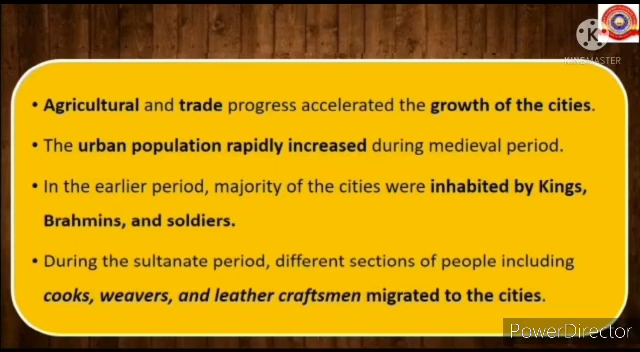 KINEMASTER
• Agricultural and trade progress accelerated the growth of the cities.
• The urban population rapidly increased during medieval period.
• In the earlier period, majority of the cities were inhabited by Kings,
Brahmins, and soldiers.
• During the sultanate period, different sections of people including
cooks, weavers, and leather craftsmen migrated to the cities.
PowerDirector